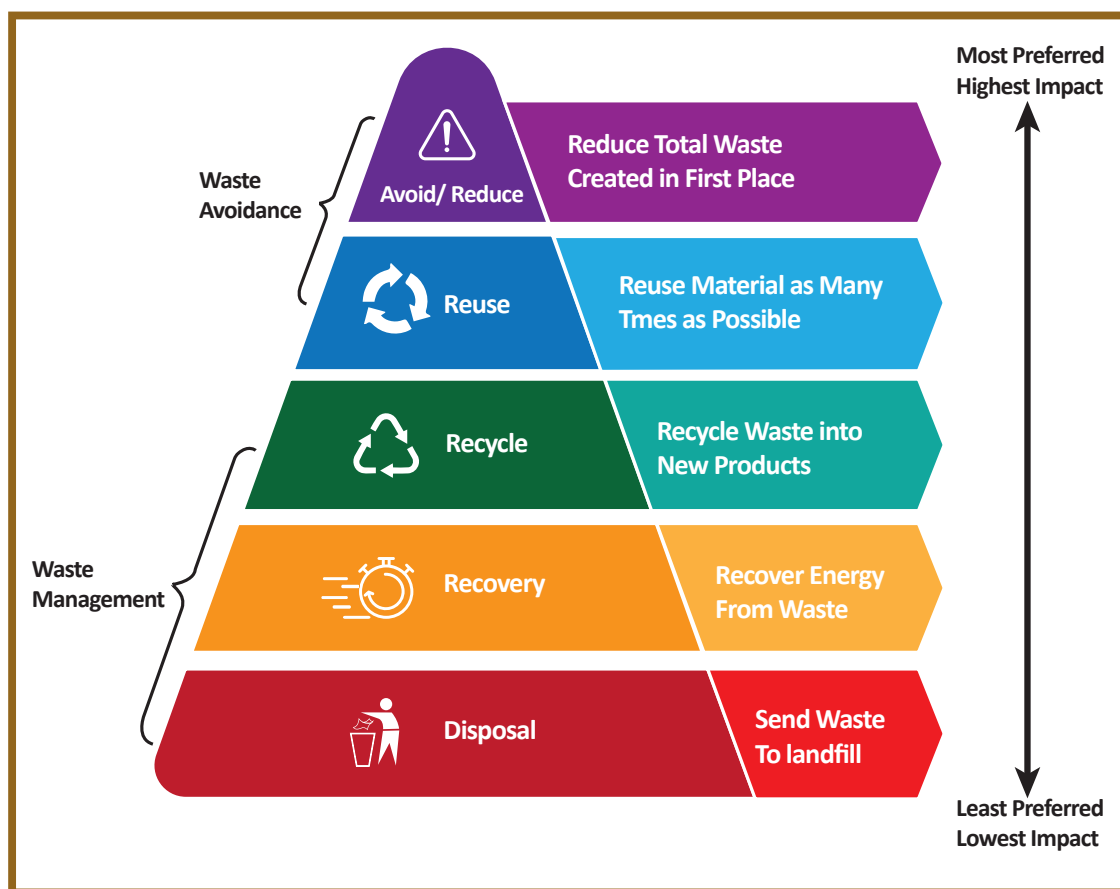 Most Preferred
Highest Impact
Waste
Avoidance
Avoid/ Reduce
Reduce Total Waste
Created in First Place
Reuse
Reuse Material as Many
Tmes as Possible
Recycle
Recycle Waste into
New Products
Waste
Management
Recovery
Recover Energy
From Waste
Disposal
Send Waste
To landfill
Least Preferred
Lowest Impact